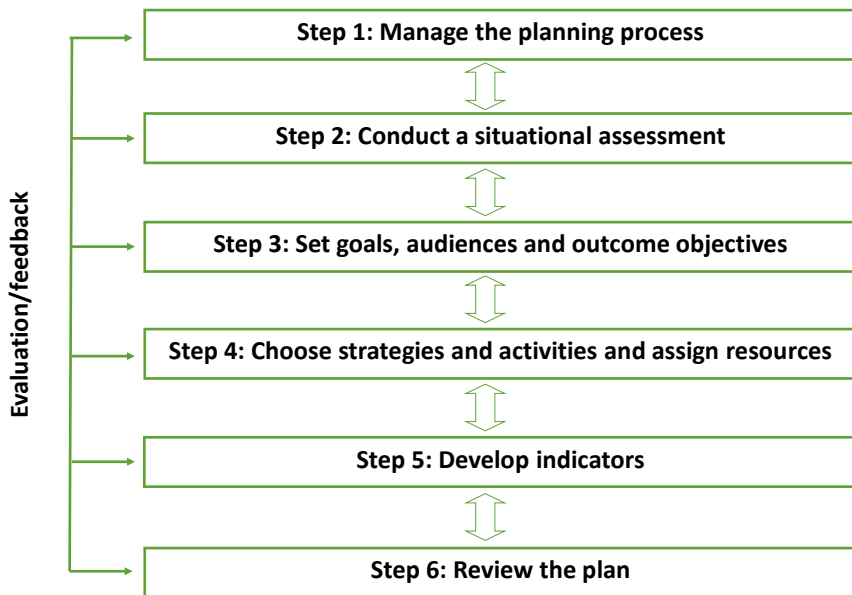 Step 1: Manage the planning process
Step 2: Conduct a situational assessment
Step 3: Set goals, audiences and outcome objectives
Step 4: Choose strategies and activities and assign resources
Step 5: Develop indicators
Step 6: Review the plan
Evaluation/feedback